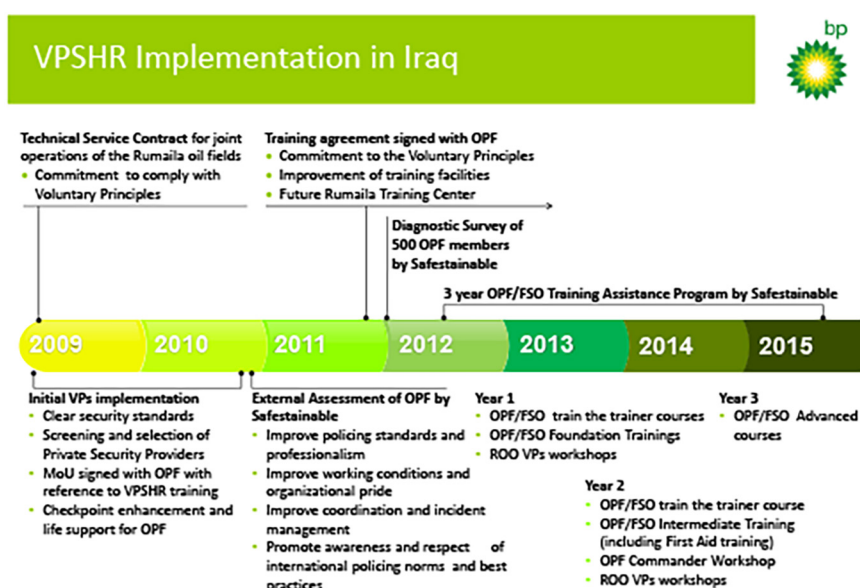 bp
VPSHR Implementation in Iraq
Technical Service Contract for joint
operations of the Rumaila oil fields
• Commitment to comply with
Voluntary Principles
Training agreement signed with OPF
• Commitment to the Voluntary Principles
• Improvement of training facilities
• Future Rumaila Training Center
Diagnostic Survey of
500 OPF members
by Safestainable
3 year OPF/FSO Training Assistance Program by Safestainable
2009 2010 2011 2012 2013 2014 2015
Initial VPs implementation
• Clear security standards
• Screening and selection of
Private Security Providers
• MoU signed with OPF with
reference to VPSHR training
• Checkpoint enhancement and
life support for OPF
External Assessment of OPF by
Safestainable
• Improve policing standards and
professionalism
• Improve working conditions and
organizational pride
• Improve coordination and incident
management
• Promote awareness and respect of
international policing norms and best
practices
Year 1
• OPF/FSO train the trainer courses
• OPF/FSO Foundation Trainings
• ROO VPs workshops
Year 2
• OPF/FSO train the trainer course
• OPF/FSO Intermediate Training
(including First Aid training)
• OPF Commander Workshop
• ROO VPs workshops
Year 3
• OPF/FSO Advanced
courses